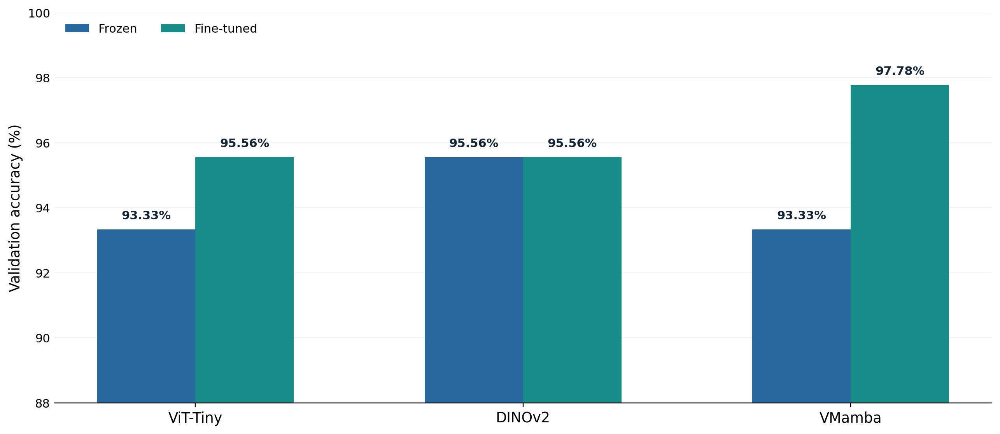 100
Frozen
Fine-tuned
98
97.78%
96
95.56%
95.56%
95.56%
94
93.33%
93.33%
92
90
88
Validation accuracy (%)
ViT-Tiny
DINOv2
VMamba